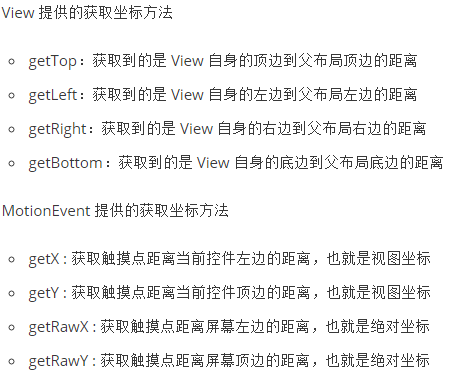 View 提供的获取坐标方法
getTop：获取到的是 View 自身的顶边到父布局顶边的距离
getLeft：获取到的是 View 自身的左边到父布局左边的距离
getRight：获取到的是 View 自身的右边到父布局右边的距离
getBottom：获取到的是 View 自身的底边到父布局底边的距离
MotionEvent 提供的获取坐标方法
getX : 获取触摸点距离当前控件左边的距离，也就是视图坐标
getY : 获取触摸点距离当前控件顶边的距离，也就是视图坐标
getRawX : 获取触摸点距离屏幕左边的距离，也就是绝对坐标
getRawY : 获取触摸点距离屏幕顶边的距离，也就是绝对坐标